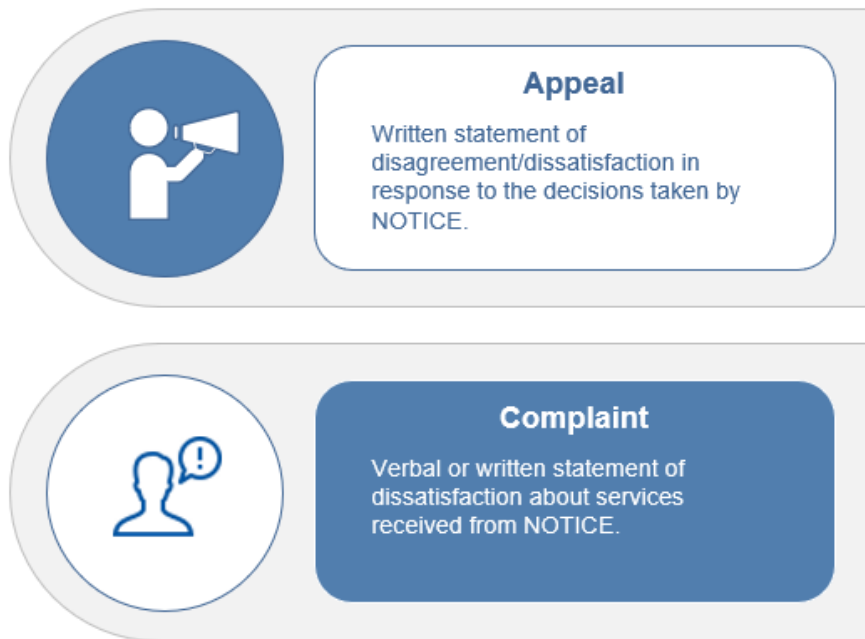 Appeal
Written statement of
disagreement/dissatisfaction in
response to the decisions taken by
NOTICE.
Complaint
Verbal or written statement of
dissatisfaction about services
received from NOTICE.